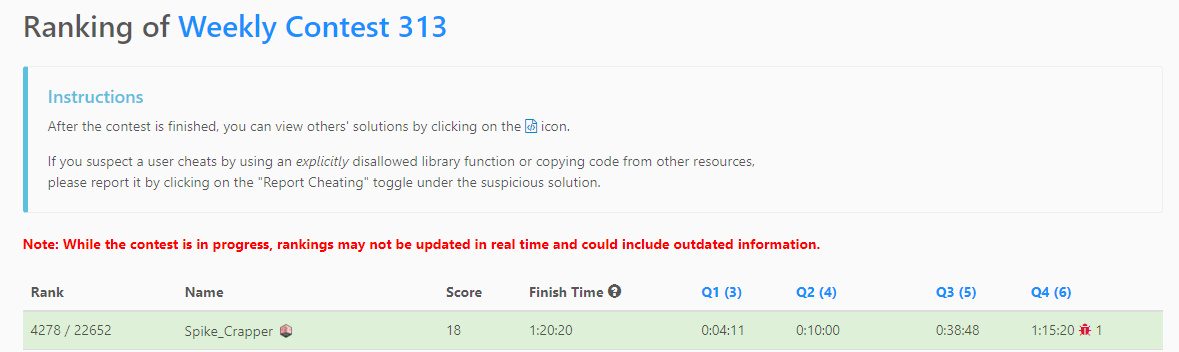 Ranking of Weekly Contest 313
Instructions
After the contest is finished, you can view others' solutions by clicking on the icon.
If you suspect a user cheats by using an explicitly disallowed library function or copying code from other resources,
please report it by clicking on the "Report Cheating" toggle under the suspicious solution.
Note: While the contest is in progress, rankings may not be updated in real time and could include outdated information.
Rank Name Score Finish Time Q1 (3) Q2 (4) Q3 (5) Q4 (6)
4278 / 22652 Spike_Crapper 18 1:20:20 0:04:11 0:10:00 0:38:48 1:15:20 1